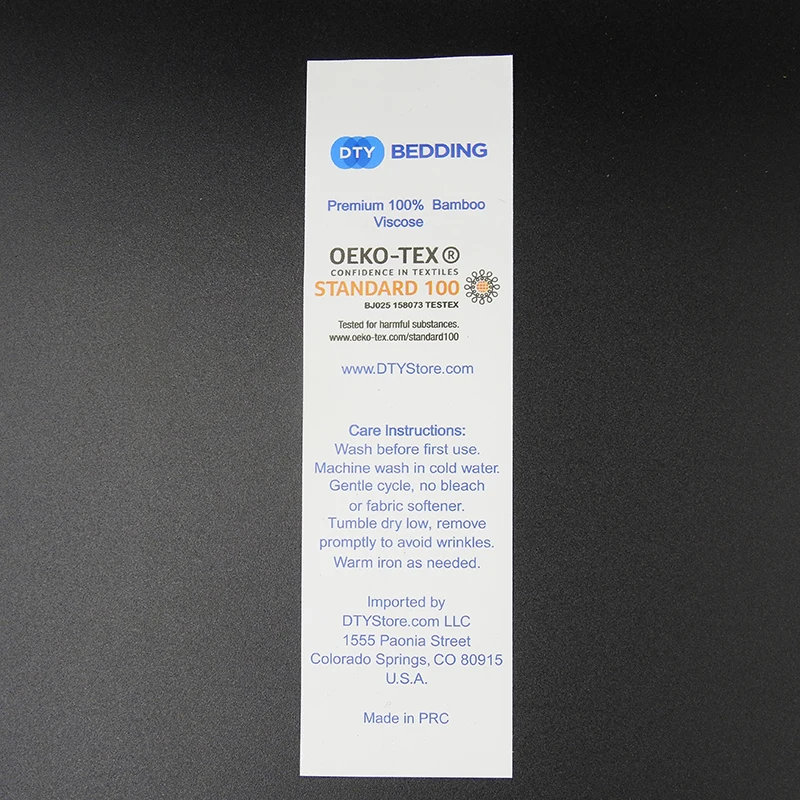 DTY BEDDING
Premium 100% Bamboo
Viscose
OEKO-TEX®
CONFIDENCE IN TEXTILES
STANDARD 100
BJ025 158073 TESTEX
Tested for harmful substances.
www.oeko-tex.com/standard100
www.DTYStore.com
Care Instructions:
Wash before first use.
Machine wash in cold water.
Gentle cycle, no bleach
or fabric softener.
Tumble dry low, remove
promptly to avoid wrinkles.
Warm iron as needed.
Imported by
DTYStore.com LLC
1555 Paonia Street
Colorado Springs, CO 80915
U.S.A.
Made in PRC